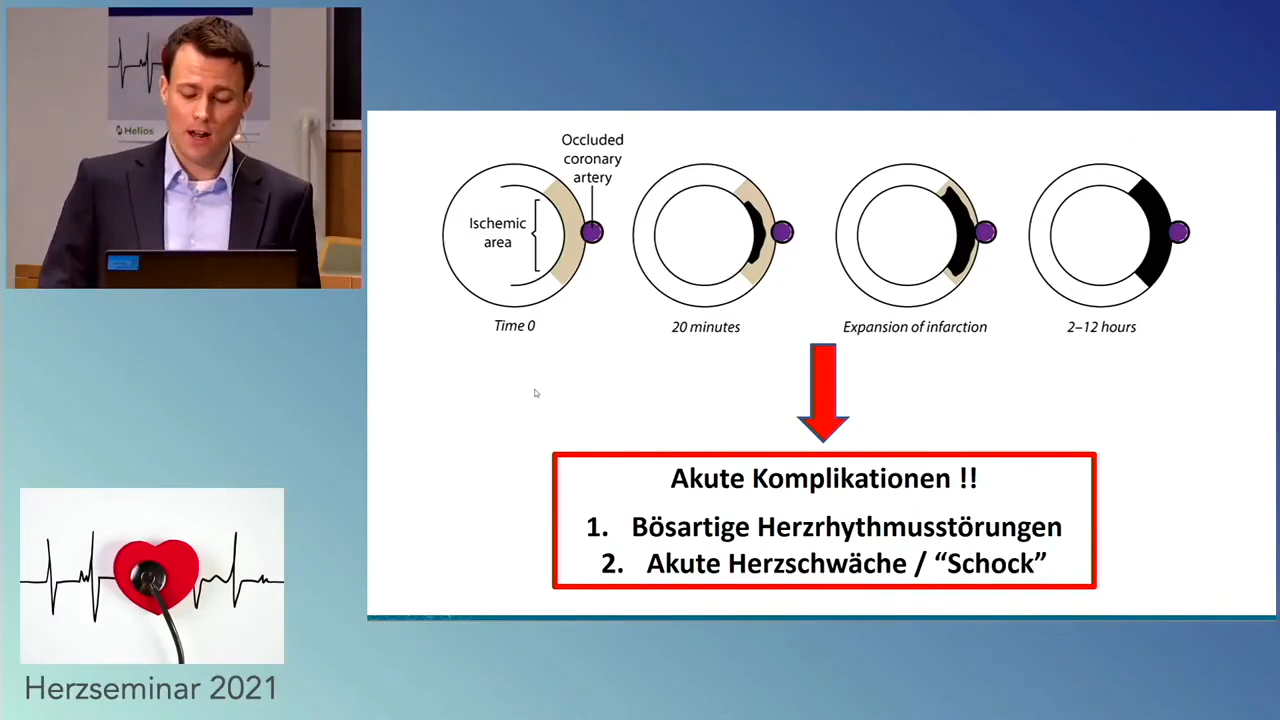 Helios
Occluded
coronary
artery
Ischemic
area
Time 0
20 minutes
Expansion of infarction
2–12 hours
Akute Komplikationen !!
1. Bösartige Herzrhythmusstörungen
2. Akute Herzschwäche / “Schock”
Herzseminar 2021